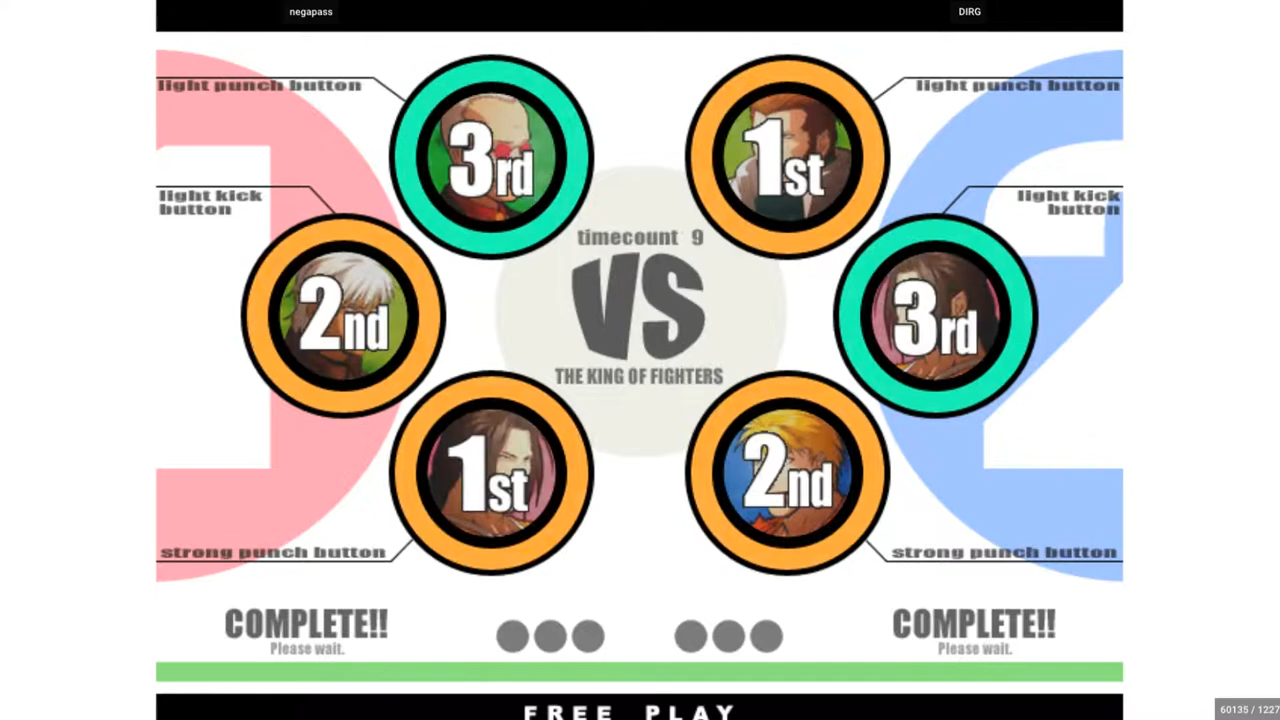 negapass
DIRG
light punch button
light punch button
3rd
1st
light kick
button
light kick
button
timecount 9
VS
THE KING OF FIGHTERS
2nd
3rd
1st
2nd
strong punch button
strong punch button
COMPLETE!!
Please wait.
COMPLETE!!
Please wait.
FREE PLAY
60135 / 1227